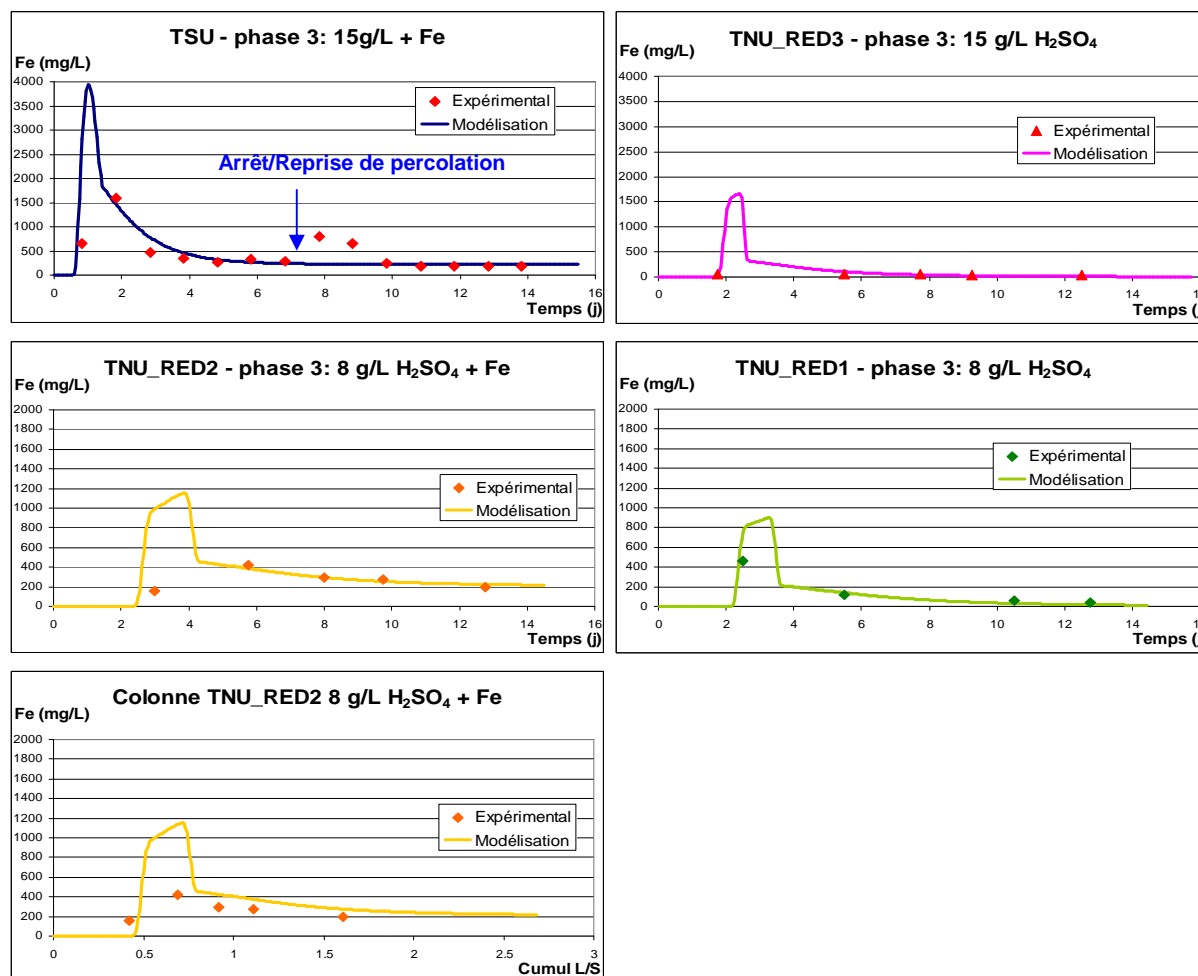 TSU - phase 3: 15g/L + Fe
Fe (mg/L)
4000
3500
3000
2500
2000
1500
1000
500
0
Expérimental
Modélisation
Arrêt/Reprise de percolation
0 2 4 6 8 10 12 14 16
Temps (j)
TNU_RED3 - phase 3: 15 g/L H₂SO₄
Fe (mg/L)
4000
3500
3000
2500
2000
1500
1000
500
0
Expérimental
Modélisation
0 2 4 6 8 10 12 14
Temps (j
TNU_RED2 - phase 3: 8 g/L H₂SO₄ + Fe
Fe (mg/L)
2000
1800
1600
1400
1200
1000
800
600
400
200
0
Expérimental
Modélisation
0 2 4 6 8 10 12 14 16
Temps (j)
TNU_RED1 - phase 3: 8 g/L H₂SO₄
Fe (mg/L)
2000
1800
1600
1400
1200
1000
800
600
400
200
0
Expérimental
Modélisation
0 2 4 6 8 10 12 14
Temps (j
Colonne TNU_RED2 8 g/L H₂SO₄ + Fe
Fe (mg/L)
2000
1800
1600
1400
1200
1000
800
600
400
200
0
Expérimental
Modélisation
0 0.5 1 1.5 2 2.5 3
Cumul L/S